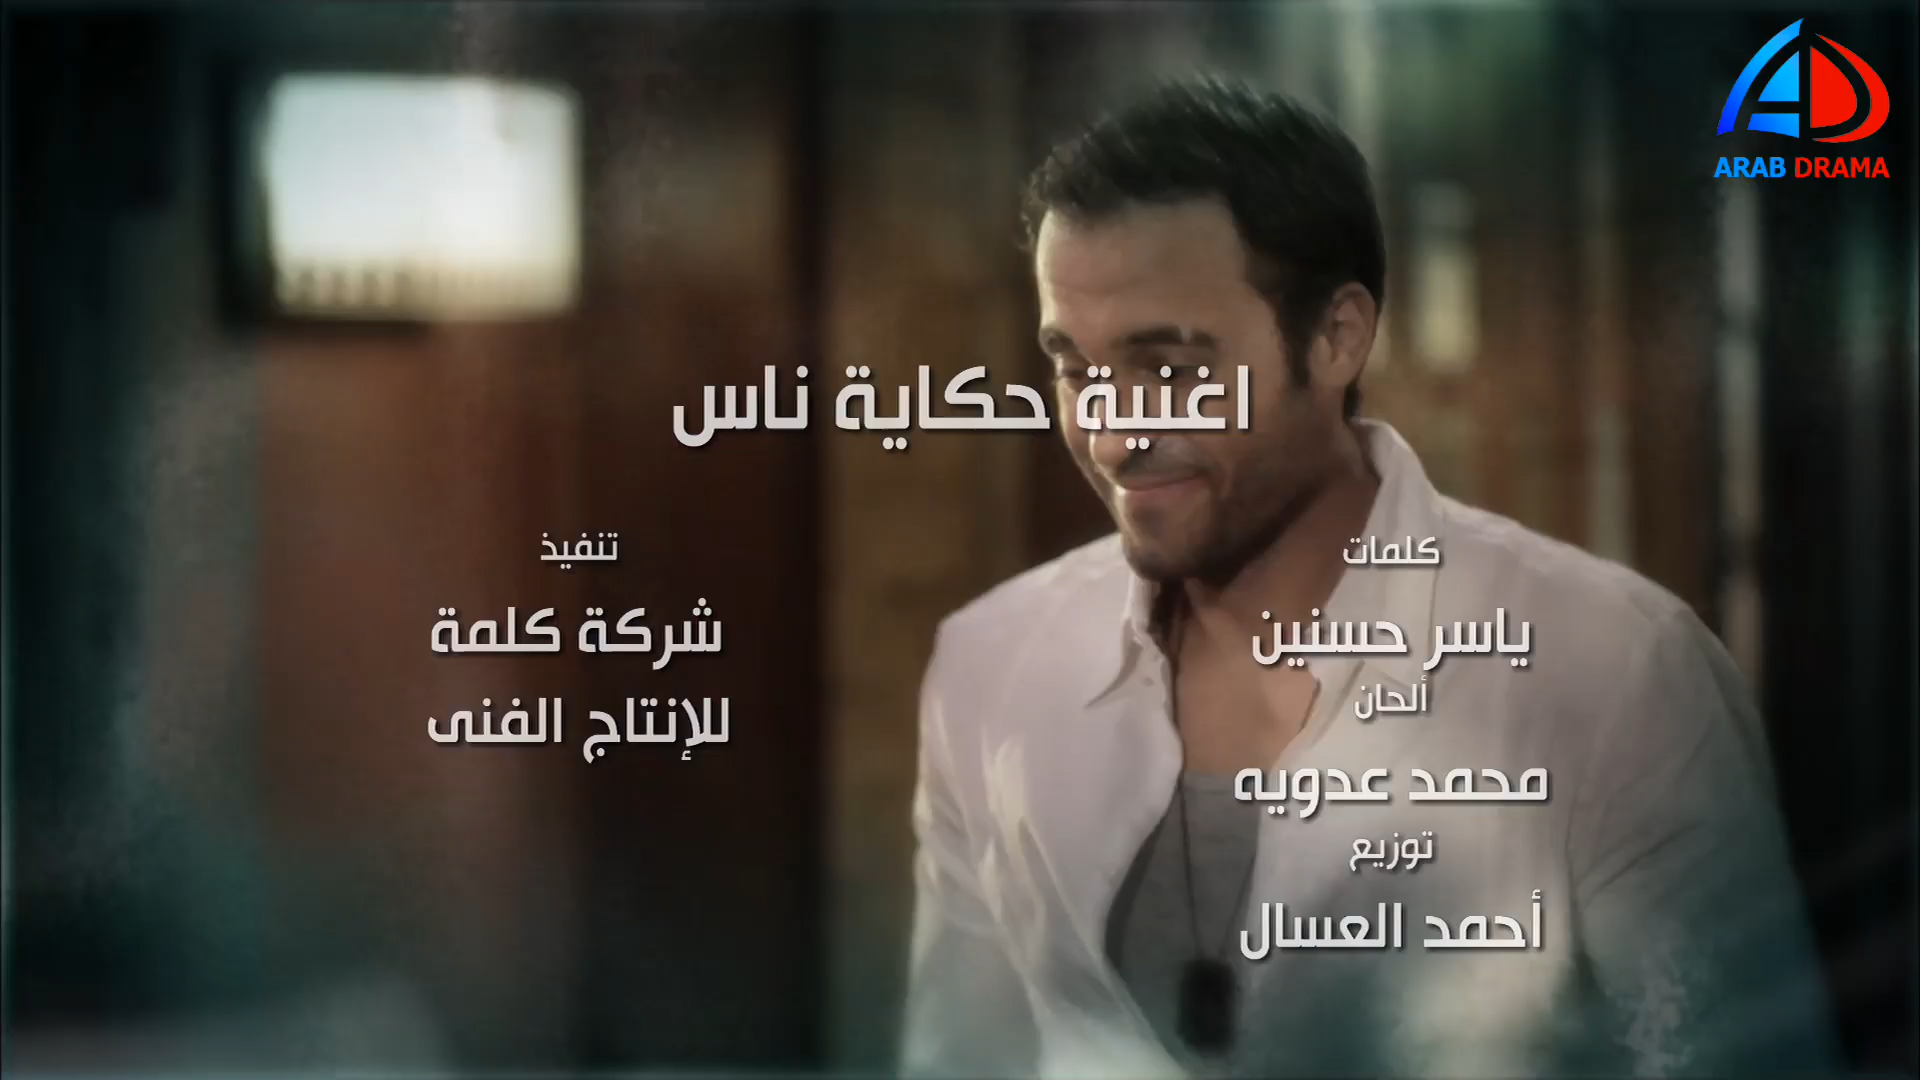 ARAB DRAMA
اغنية حكاية ناس
كلمات
ياسر حسنين
ألحان
محمد عدويه
توزيع
أحمد العسال
تنفيذ
شركة كلمة
للإنتاج الفنى